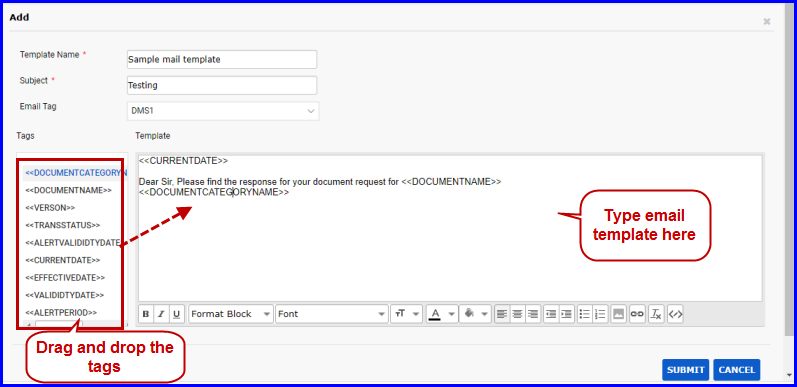 Add
Template Name *
Sample mail template
Subject *
Testing
Email Tag
DMS1
Tags
Template
<<DOCUMENTCATEGORYN
<<DOCUMENTNAME>>
<<VERSON>>
<<TRANSSTATUS>>
<<ALERTVALIDIDTYDATE
<<CURRENTDATE>>
<<EFFECTIVEDATE>>
<<VALIDIDTYDATE>>
<<ALERTPERIOD>>
<<CURRENTDATE>>
Dear Sir, Please find the response for your document request for <<DOCUMENTNAME>>
<<DOCUMENTCATEGORYNAME>>
Type email
template here
B I U Format Block Font TT A
Drag and drop the
tags
SUBMIT CANCEL